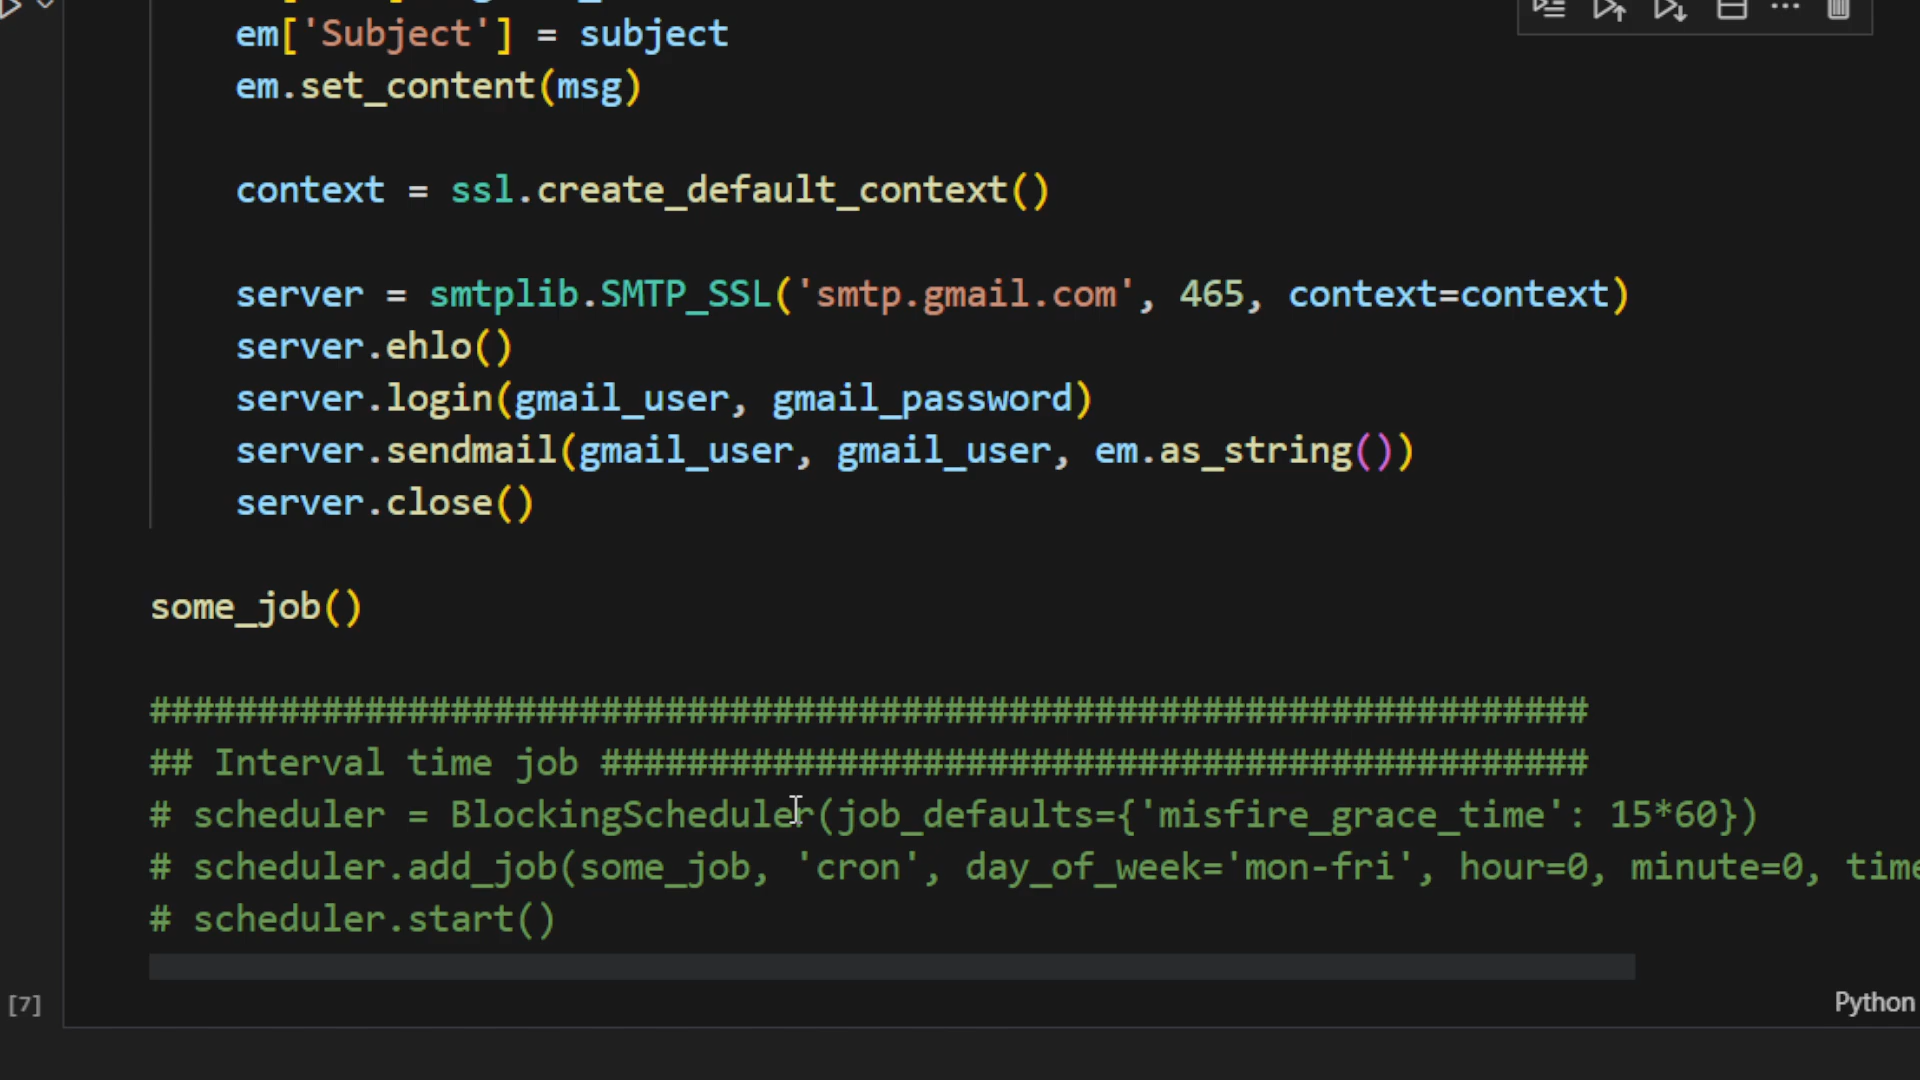 em['Subject'] = subject
em.set_content(msg)
context = ssl.create_default_context()
server = smtplib.SMTP_SSL('smtp.gmail.com', 465, context=context)
server.ehlo()
server.login(gmail_user, gmail_password)
server.sendmail(gmail_user, gmail_user, em.as_string())
server.close()
some_job()
###################################################################
## Interval time job ##############################################
# scheduler = BlockingScheduler(job_defaults={'misfire_grace_time': 15*60})
# scheduler.add_job(some_job, 'cron', day_of_week='mon-fri', hour=0, minute=0, time
# scheduler.start()
[7]
Python